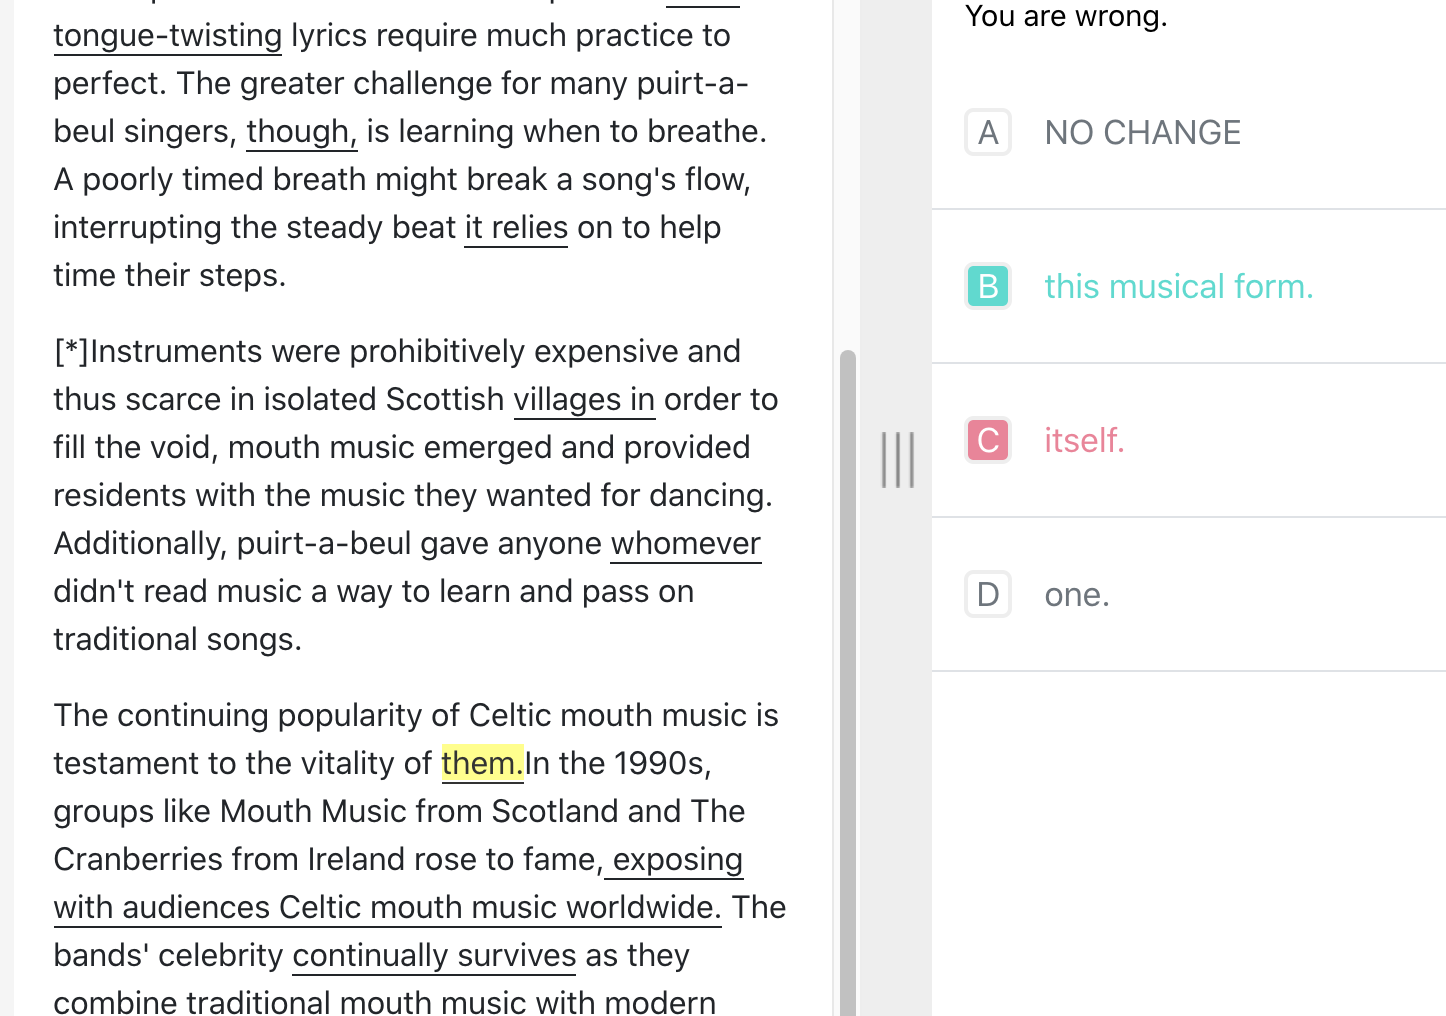 tongue-twisting lyrics require much practice to
perfect. The greater challenge for many puirt-a-
beul singers, though, is learning when to breathe.
A poorly timed breath might break a song's flow,
interrupting the steady beat it relies on to help
time their steps.
[*]Instruments were prohibitively expensive and
thus scarce in isolated Scottish villages in order to
fill the void, mouth music emerged and provided
residents with the music they wanted for dancing.
Additionally, puirt-a-beul gave anyone whomever
didn't read music a way to learn and pass on
traditional songs.
The continuing popularity of Celtic mouth music is
testament to the vitality of them.In the 1990s,
groups like Mouth Music from Scotland and The
Cranberries from Ireland rose to fame, exposing
with audiences Celtic mouth music worldwide. The
bands' celebrity continually survives as they
combine traditional mouth music with modern
You are wrong.
A NO CHANGE
B this musical form.
C itself.
D one.